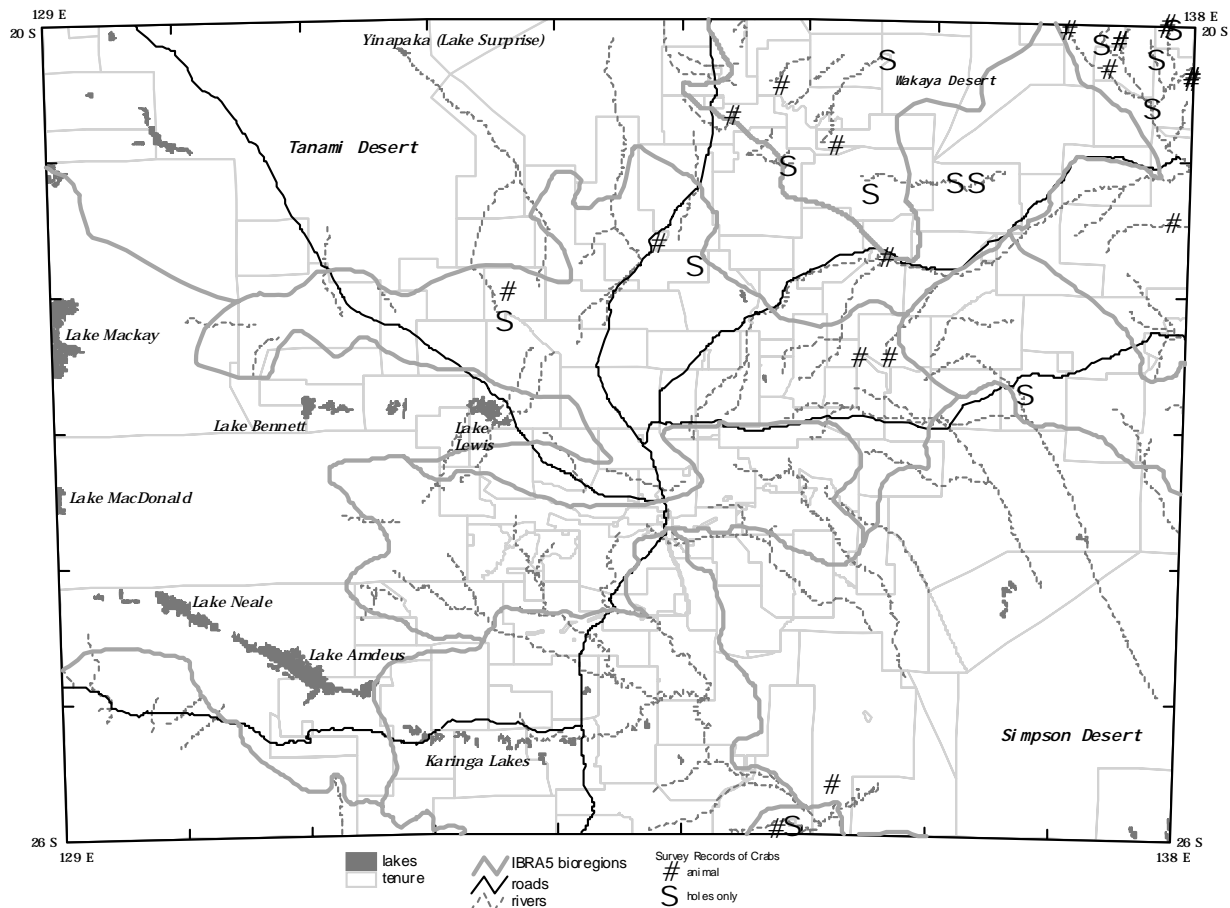 129 E
138 E
20 S
20 S
Yinapaka (Lake Surprise)
# # S
S #
S
S
# #
Wakaya Desert
#
#
S
#
Tanami Desert
#
S
S
SS
#
#
#
S
#
S
Lake Mackay
# #
S
Lake Bennett
Lake
Lewis
Lake MacDonald
Lake Neale
Lake Amdeus
Simpson Desert
Karinga Lakes
#
#S
26 S
26 S
129 E
138 E
lakes
tenure
IBRA5 bioregions
roads
rivers
Survey Records of Crabs
# animal
S holes only